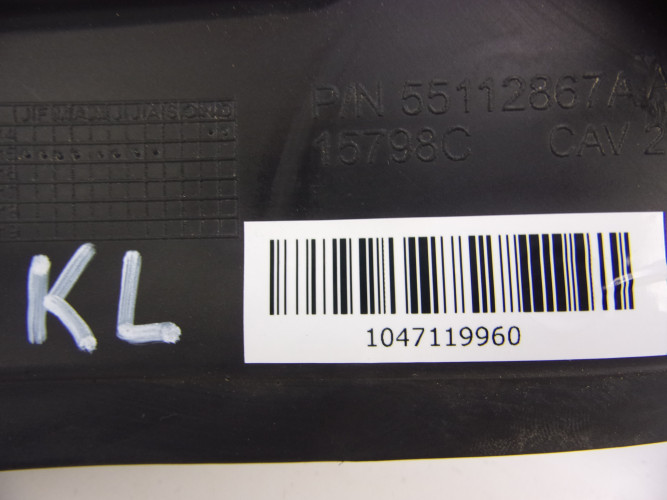 P/N 55112867A
15798C CAV 2
J F M A M J J A S O N D
KL
1047119960